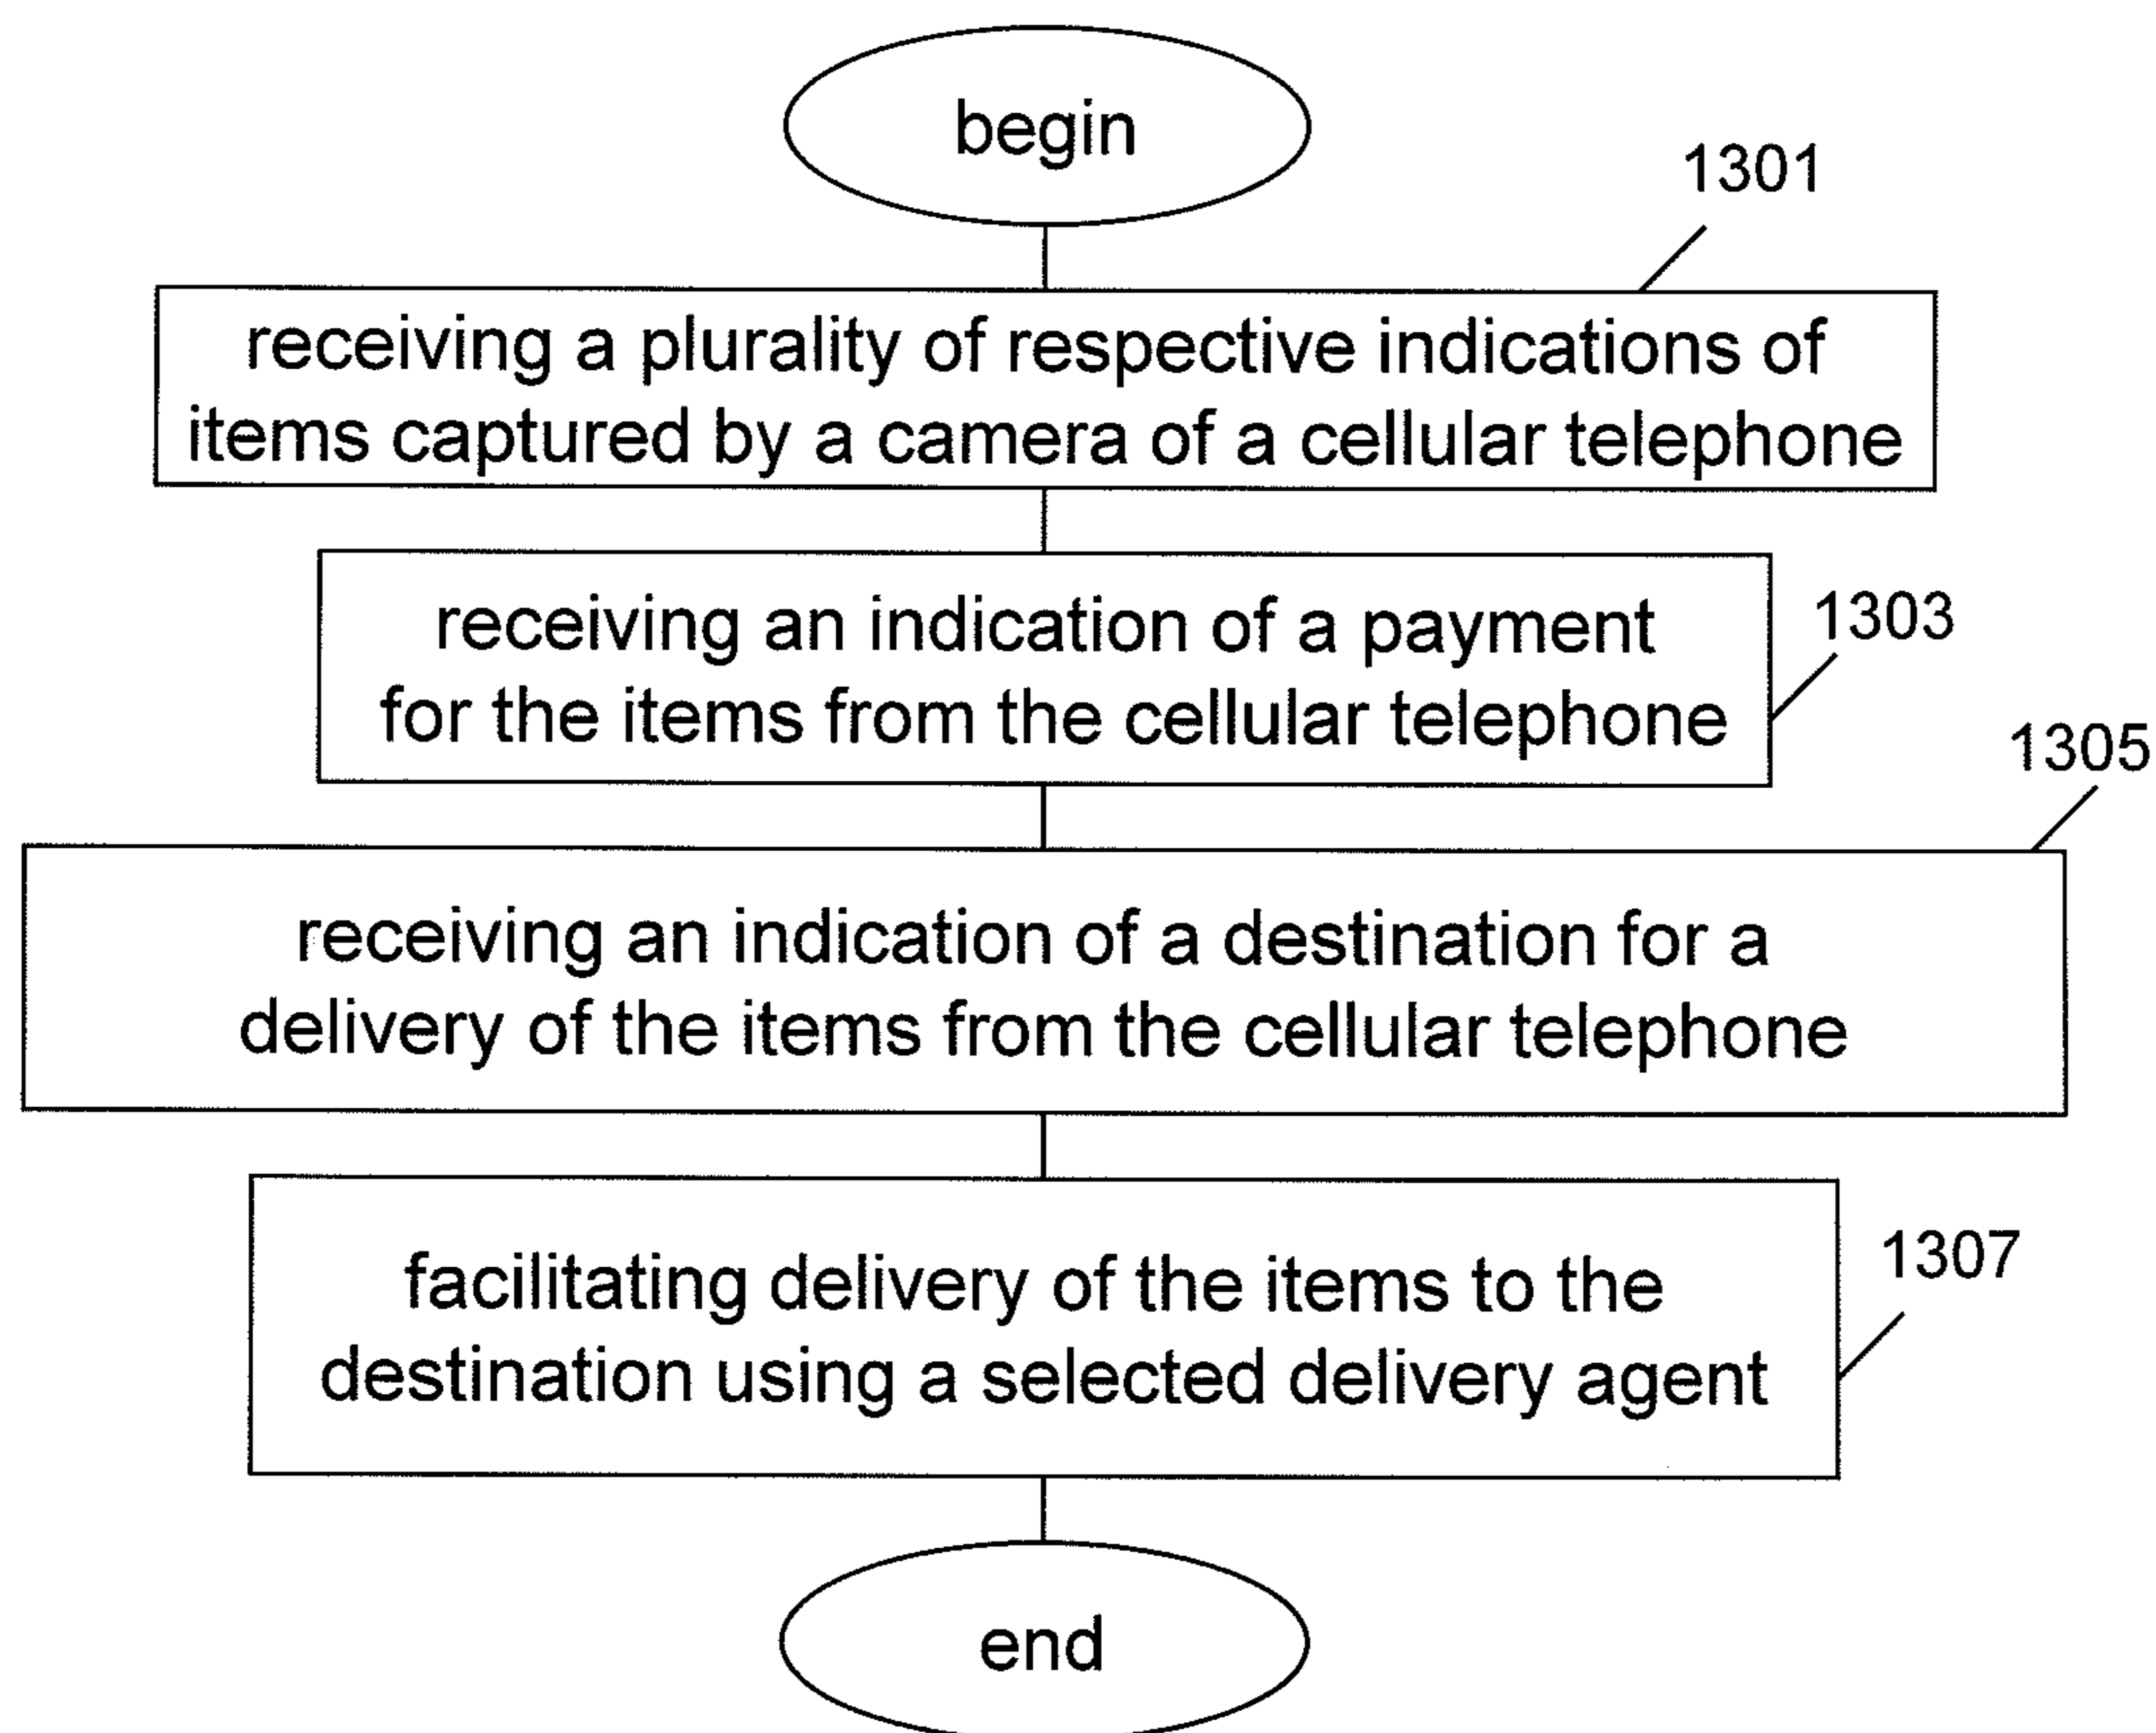 begin
1301
receiving a plurality of respective indications of
items captured by a camera of a cellular telephone
receiving an indication of a payment
for the items from the cellular telephone
1303
1305
receiving an indication of a destination for a
delivery of the items from the cellular telephone
facilitating delivery of the items to the
destination using a selected delivery agent
1307
end